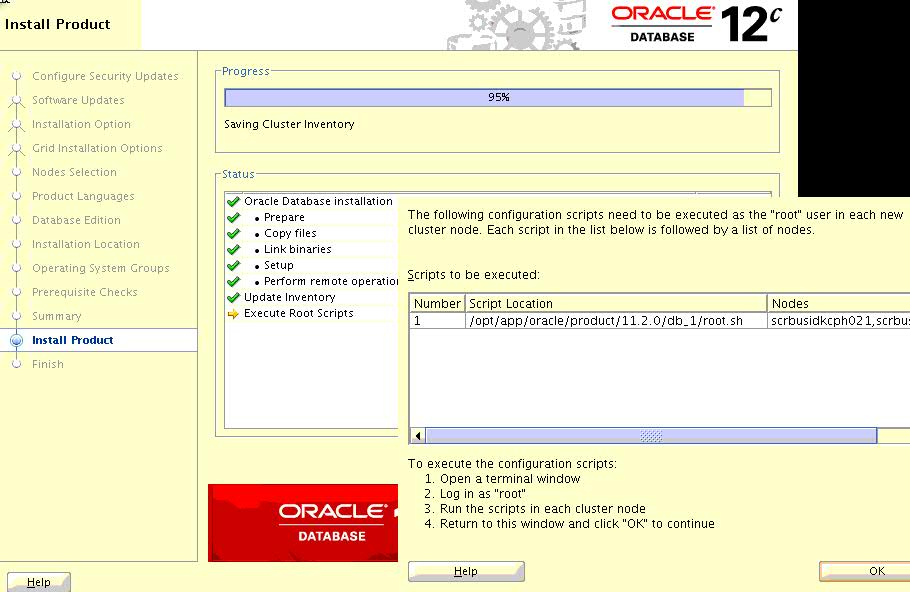 Install Product
ORACLE®
DATABASE
12c
Configure Security Updates
Software Updates
Installation Option
Grid Installation Options
Nodes Selection
Product Languages
Database Edition
Installation Location
Operating System Groups
Prerequisite Checks
Summary
Install Product
Finish
Progress
95%
Saving Cluster Inventory
Status
Oracle Database installation
• Prepare
• Copy files
• Link binaries
• Setup
• Perform remote operation
Update Inventory
Execute Root Scripts
ORACLE®
DATABASE
Help
The following configuration scripts need to be executed as the "root" user in each new
cluster node. Each script in the list below is followed by a list of nodes.
Scripts to be executed:
Number Script Location Nodes
1 /opt/app/oracle/product/11.2.0/db_1/root.sh scrbusidkcph021,scrbus
To execute the configuration scripts:
1. Open a terminal window
2. Log in as "root"
3. Run the scripts in each cluster node
4. Return to this window and click "OK" to continue
Help
OK